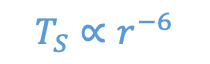 T_S ∝ r^{-6}